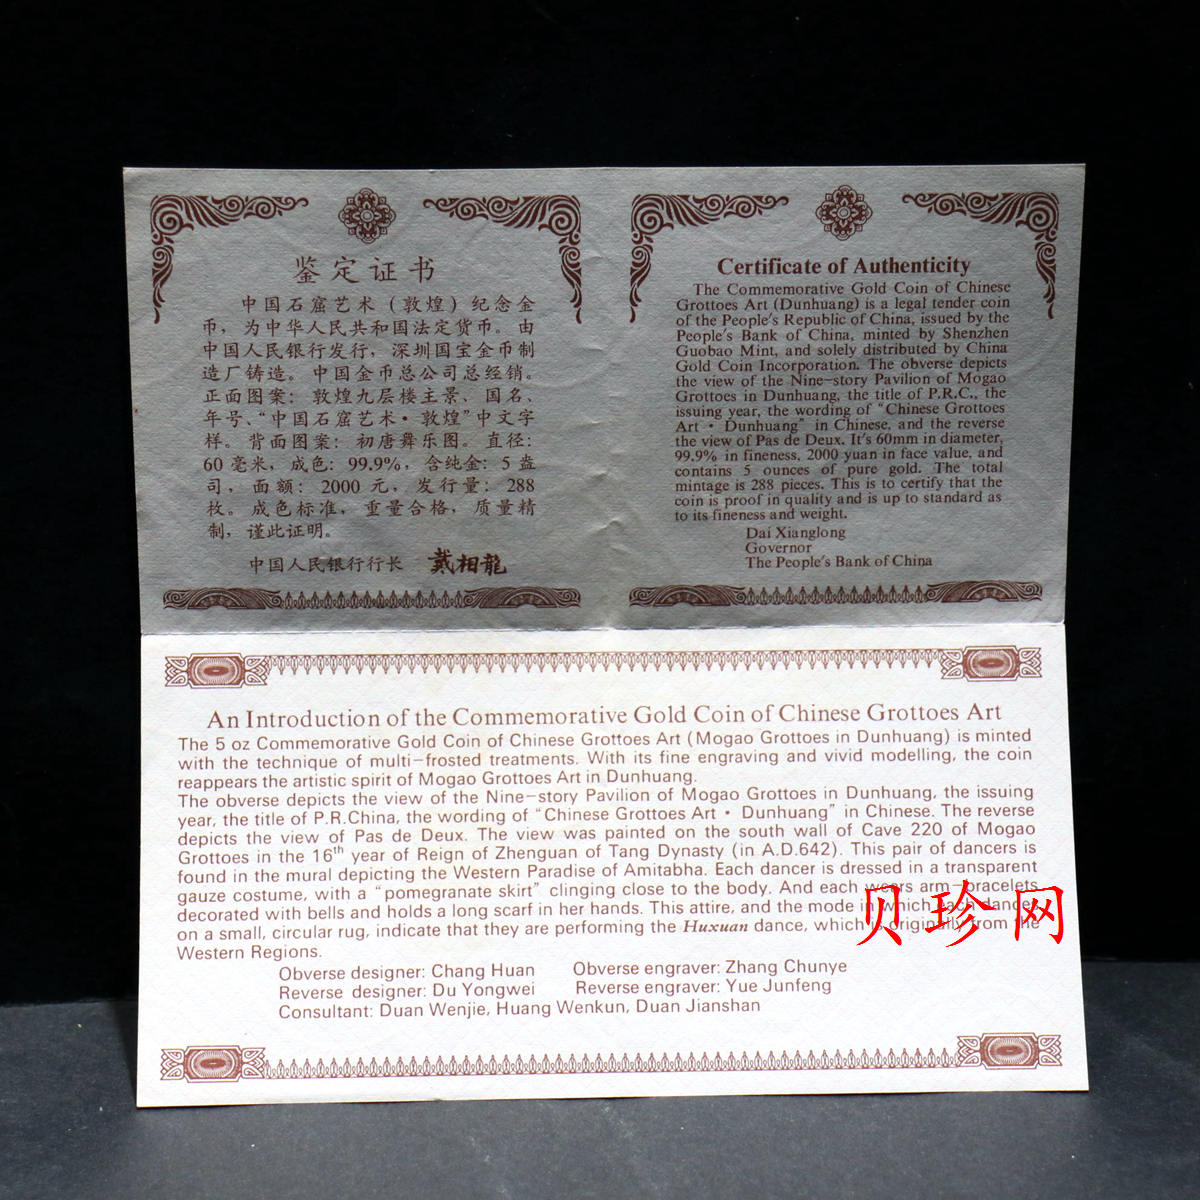 鉴定证书
中国石窟艺术（敦煌）纪念金
币，为中华人民共和国法定货币。由
中国人民银行发行，深圳国宝金币制
造厂铸造。中国金币总公司总经销。
正面图案：敦煌九层楼主景、国名、
年号、“中国石窟艺术·敦煌”中文字
样。背面图案：初唐舞乐图。直径：
60毫米，成色：99.9%，含纯金：5盎
司，面额：2000元，发行量：288
枚。成色标准，重量合格，质量精
制，谨此证明。
中国人民银行行长 戴相龍
Certificate of Authenticity
The Commemorative Gold Coin of Chinese
Grottoes Art (Dunhuang) is a legal tender coin
of the People's Republic of China, issued by the
People's Bank of China, minted by Shenzhen
Guobao Mint, and solely distributed by China
Gold Coin Incorporation. The obverse depicts
the view of the Nine-story Pavilion of Mogao
Grottoes in Dunhuang, the title of P.R.C., the
issuing year, the wording of "Chinese Grottoes
Art · Dunhuang" in Chinese, and the reverse
the view of Pas de Deux. It's 60mm in diameter,
99.9% in fineness, 2000 yuan in face value, and
contains 5 ounces of pure gold. The total
mintage is 288 pieces. This is to certify that the
coin is proof in quality and is up to standard as
to its fineness and weight.
Dai Xianglong
Governor
The People's Bank of China
An Introduction of the Commemorative Gold Coin of Chinese Grottoes Art
The 5 oz Commemorative Gold Coin of Chinese Grottoes Art (Mogao Grottoes in Dunhuang) is minted
with the technique of multi-frosted treatments. With its fine engraving and vivid modelling, the coin
reappears the artistic spirit of Mogao Grottoes Art in Dunhuang.
The obverse depicts the view of the Nine-story Pavilion of Mogao Grottoes in Dunhuang, the issuing
year, the title of P.R.China, the wording of "Chinese Grottoes Art · Dunhuang" in Chinese. The reverse
depicts the view of Pas de Deux. The view was painted on the south wall of Cave 220 of Mogao
Grottoes in the 16th year of Reign of Zhenguan of Tang Dynasty (in A.D.642). This pair of dancers is
found in the mural depicting the Western Paradise of Amitabha. Each dancer is dressed in a transparent
gauze costume, with a "pomegranate skirt" clinging close to the body. And each wears arm-bracelets
decorated with bells and holds a long scarf in her hands. This attire, and the mode in which each dances
on a small, circular rug, indicate that they are performing the Huxuan dance, which is originally from the
Western Regions.
Obverse designer: Chang Huan Obverse engraver: Zhang Chunye
Reverse designer: Du Yongwei Reverse engraver: Yue Junfeng
Consultant: Duan Wenjie, Huang Wenkun, Duan Jianshan
贝珍网